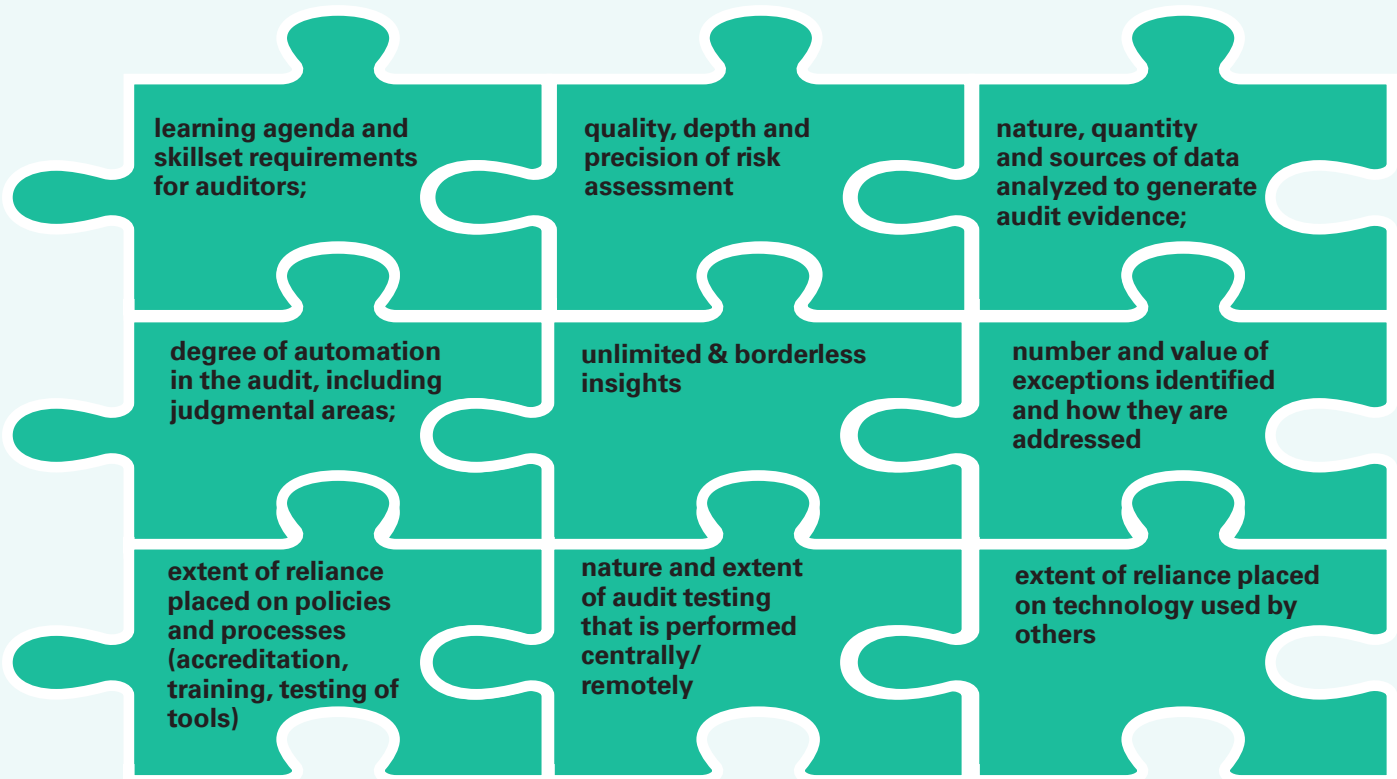 learning agenda and
skillset requirements
for auditors;
quality, depth and
precision of risk
assessment
nature, quantity
and sources of data
analyzed to generate
audit evidence;
degree of automation
in the audit, including
judgmental areas;
unlimited & borderless
insights
number and value of
exceptions identified
and how they are
addressed
extent of reliance
placed on policies
and processes
(accreditation,
training, testing of
tools)
nature and extent
of audit testing
that is performed
centrally/
remotely
extent of reliance placed
on technology used by
others